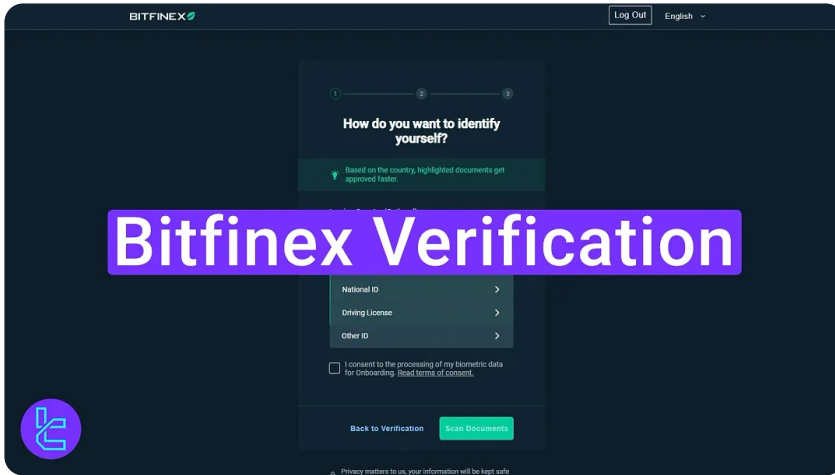 BITFINEX
Log Out
English
1
2
3
How do you want to identify
yourself?
Based on the country, highlighted documents get
approved faster.
Bitfinex Verification
National ID
Driving License
Other ID
I consent to the processing of my biometric data
for Onboarding. Read terms of consent.
Back to Verification
Scan Documents
Privacy matters to us, your information will be kept safe